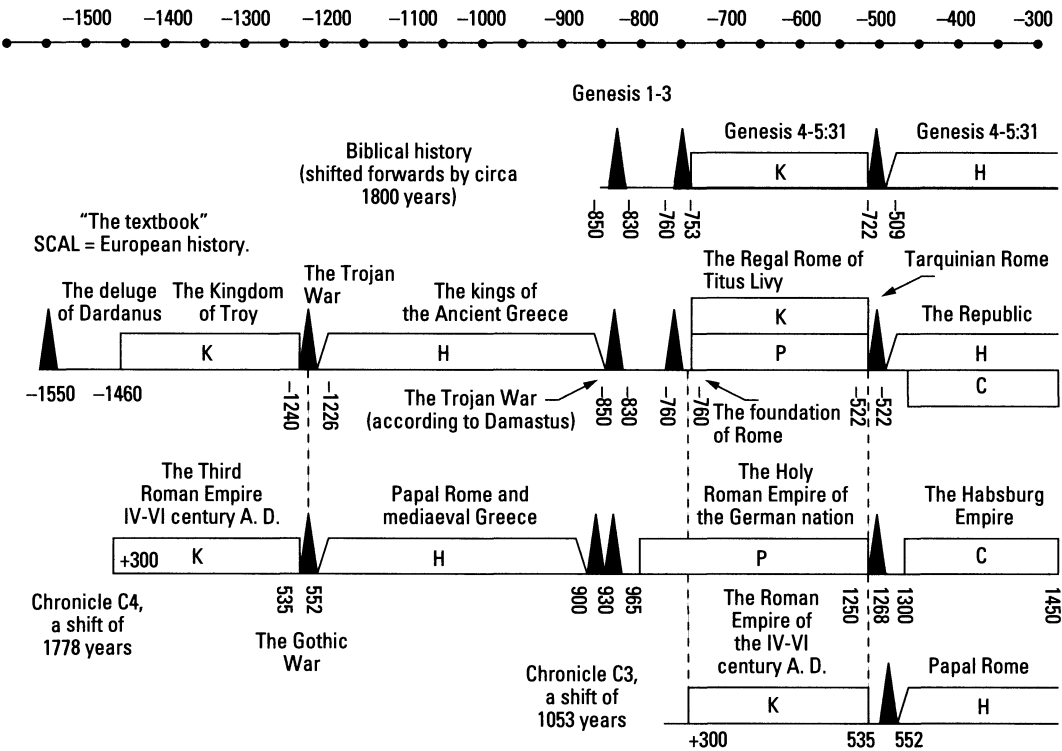 –1500 –1400 –1300 –1200 –1100 –1000 –900 –800 –700 –600 –500 –400 –300
Genesis 1-3
Biblical history
(shifted forwards by circa
1800 years)
Genesis 4-5:31
Genesis 4-5:31
K
H
–850
–830
–760
–753
–722
–509
“The textbook”
SCAL = European history.
The deluge
of Dardanus
The Kingdom
of Troy
The Trojan
War
The kings of
the Ancient Greece
The Regal Rome of
Titus Livy
Tarquinian Rome
The Republic
K
H
K
P
H
C
–1550
–1460
–1240
–1226
The Trojan War
(according to Damastus)
–850
–830
–760
–760
The foundation
of Rome
–522
–522
The Third
Roman Empire
IV-VI century A. D.
Papal Rome and
mediaeval Greece
The Holy
Roman Empire of
the German nation
The Habsburg
Empire
+300
K
H
P
C
Chronicle C4,
a shift of
1778 years
535
552
The Gothic
War
900
930
965
1250
1268
1300
1450
The Roman
Empire of
the IV-VI
century A. D.
Chronicle C3,
a shift of
1053 years
Papal Rome
K
H
+300
535
552